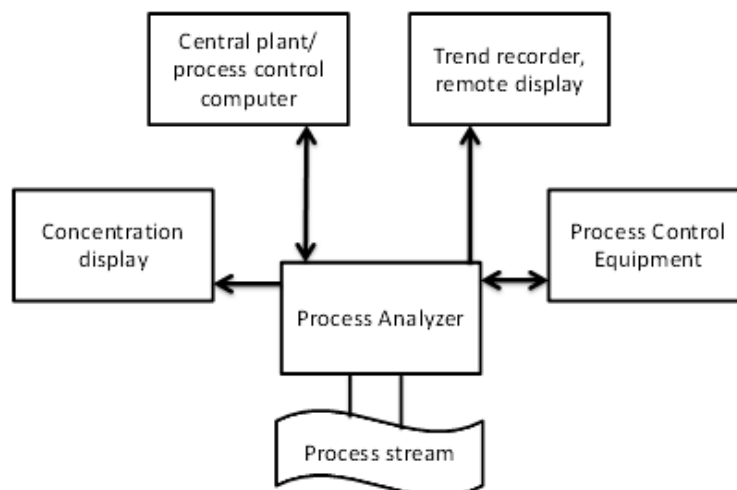 Central plant/
process control
computer
Trend recorder,
remote display
Concentration
display
Process Control
Equipment
Process Analyzer
Process stream